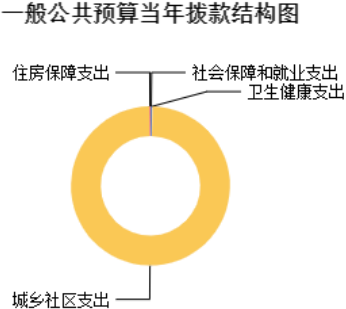 一般公共预算当年拨款结构图
住房保障支出
社会保障和就业支出
卫生健康支出
城乡社区支出